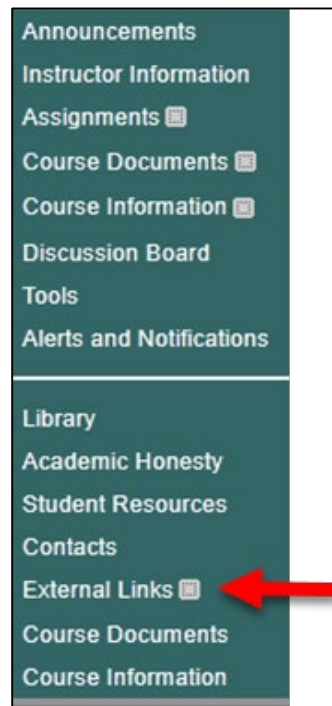 Announcements
Instructor Information
Assignments
Course Documents
Course Information
Discussion Board
Tools
Alerts and Notifications
Library
Academic Honesty
Student Resources
Contacts
External Links
Course Documents
Course Information